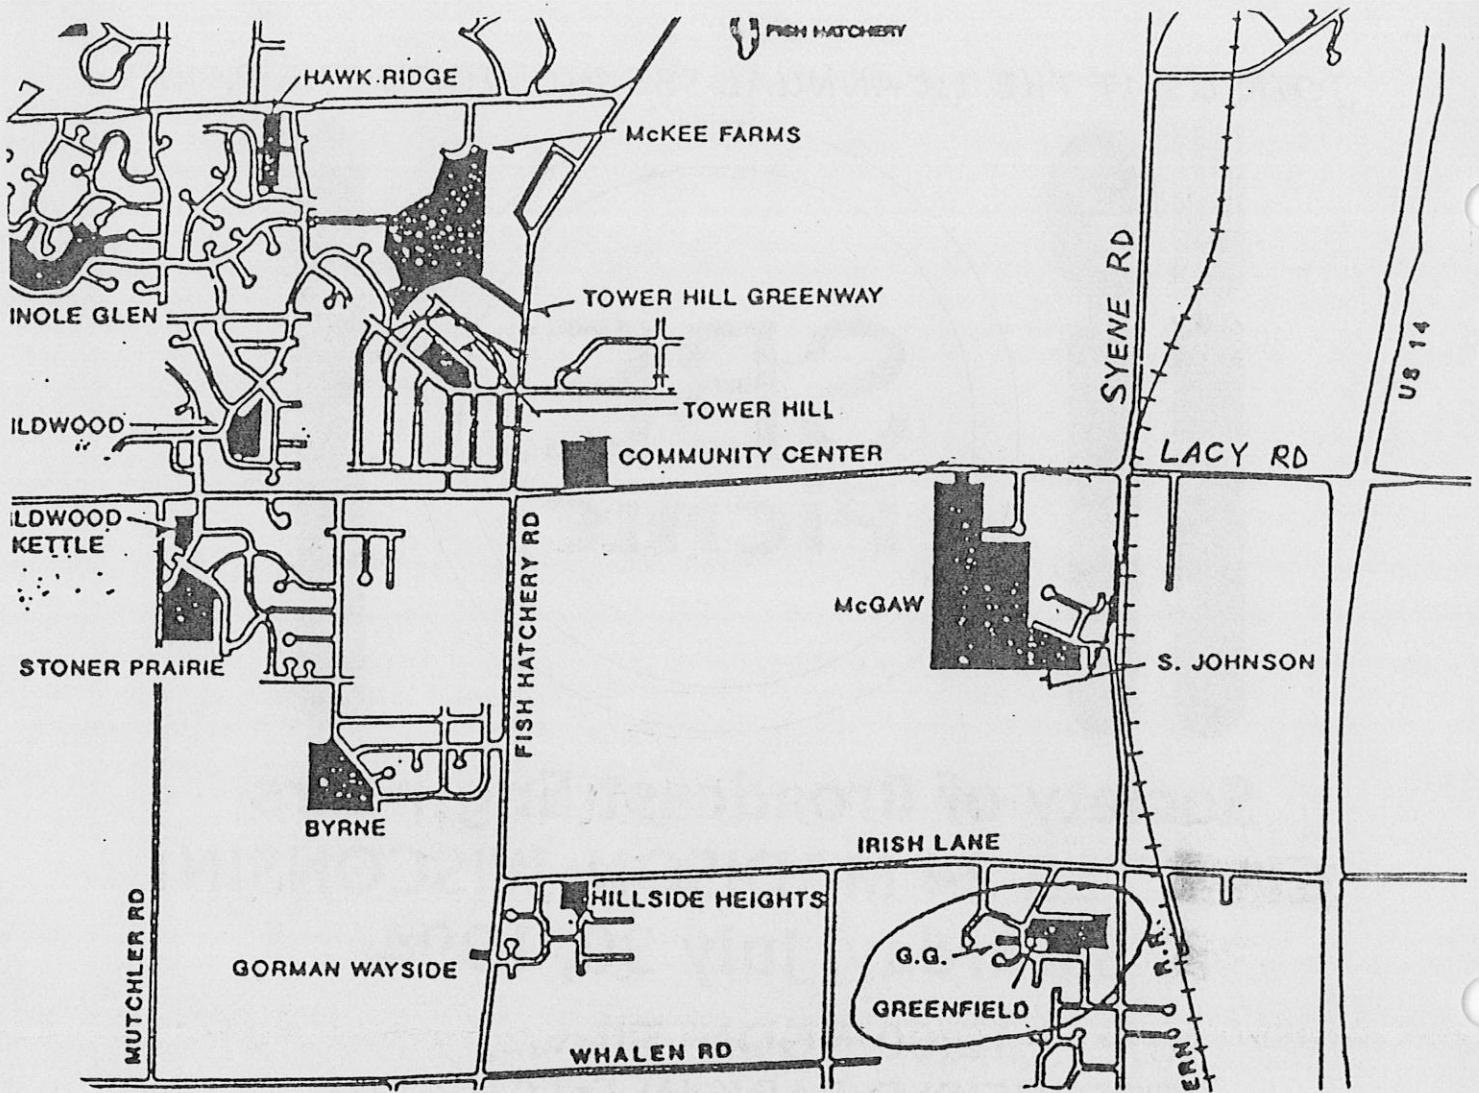 FISH HATCHERY
HAWK RIDGE
McKEE FARMS
SYENE RD
TOWER HILL GREENWAY
INOLE GLEN
US 14
TOWER HILL
ILDWOOD
COMMUNITY CENTER
LACY RD
ILDWOOD
KETTLE
FISH HATCHERY RD
McGAW
STONER PRAIRIE
S. JOHNSON
BYRNE
IRISH LANE
HILLSIDE HEIGHTS
MUTCHLER RD
G.G.
R.R.
GORMAN WAYSIDE
GREENFIELD
WHALEN RD
ERN